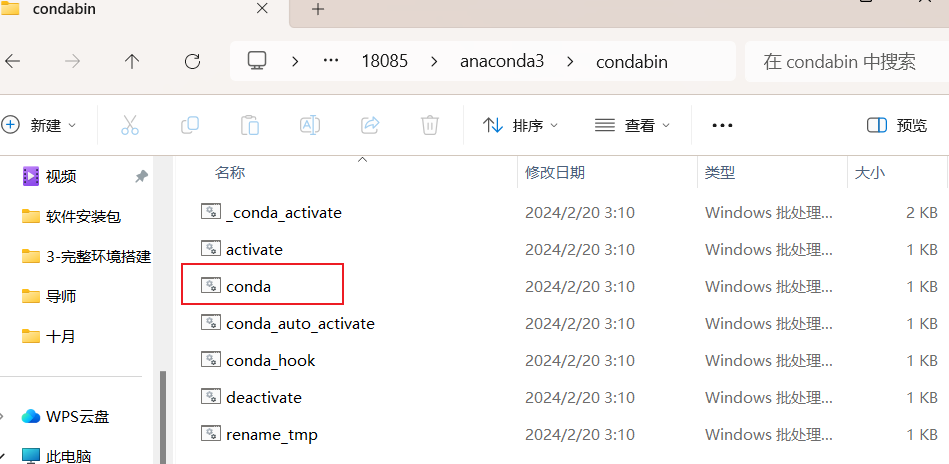 condabin
18085 anaconda3 condabin 在 condabin 中搜索
新建 排序 查看 预览
名称 修改日期 类型 大小
视频
软件安装包
3-完整环境搭建
导师
十月
WPS云盘
此电脑
_conda_activate 2024/2/20 3:10 Windows 批处理... 2 KB
activate 2024/2/20 3:10 Windows 批处理... 1 KB
conda 2024/2/20 3:10 Windows 批处理... 1 KB
conda_auto_activate 2024/2/20 3:10 Windows 批处理... 1 KB
conda_hook 2024/2/20 3:10 Windows 批处理... 1 KB
deactivate 2024/2/20 3:10 Windows 批处理... 1 KB
rename_tmp 2024/2/20 3:10 Windows 批处理... 1 KB